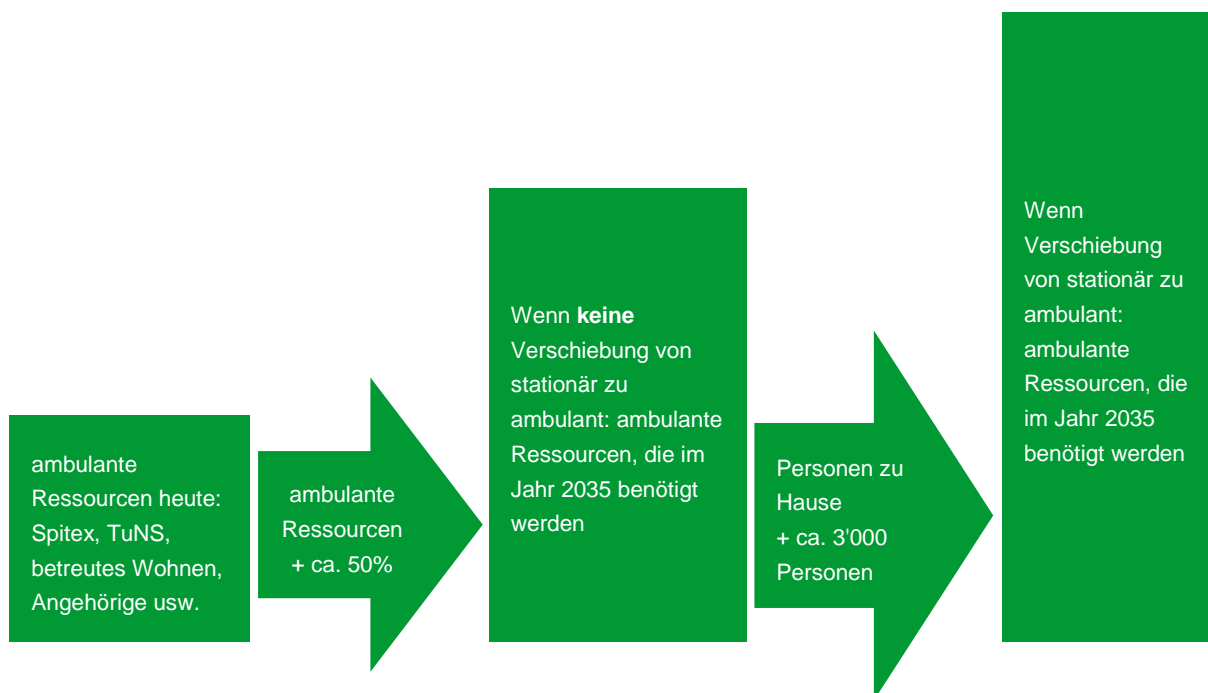 ambulante
Ressourcen heute:
Spitex, TuNS,
betreutes Wohnen,
Angehörige usw.
ambulante
Ressourcen
+ ca. 50%
Wenn keine
Verschiebung von
stationär zu
ambulant: ambulante
Ressourcen, die im
Jahr 2035 benötigt
werden
Personen zu
Hause
+ ca. 3'000
Personen
Wenn
Verschiebung
von stationär zu
ambulant:
ambulante
Ressourcen, die
im Jahr 2035
benötigt werden